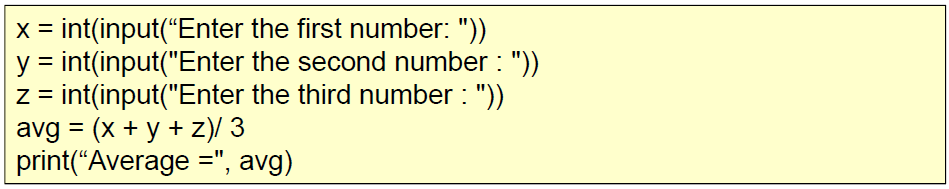 x = int(input(“Enter the first number: "))
y = int(input("Enter the second number : "))
z = int(input("Enter the third number : "))
avg = (x + y + z)/ 3
print(“Average =", avg)